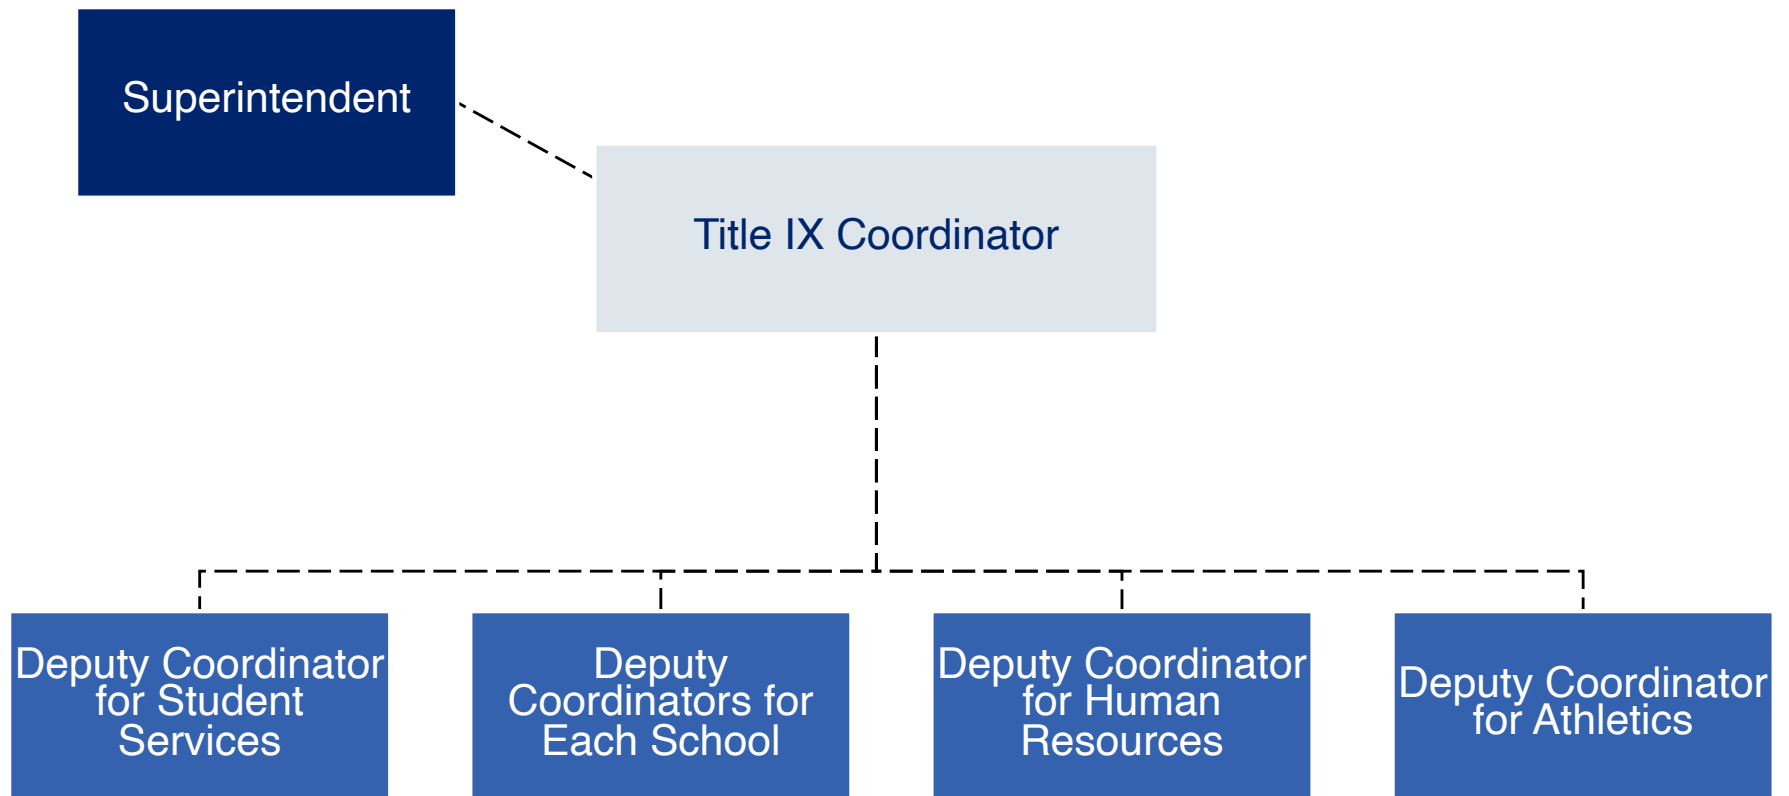 Superintendent
Title IX Coordinator
Deputy Coordinator
for Student
Services
Deputy
Coordinators for
Each School
Deputy Coordinator
for Human
Resources
Deputy Coordinator
for Athletics